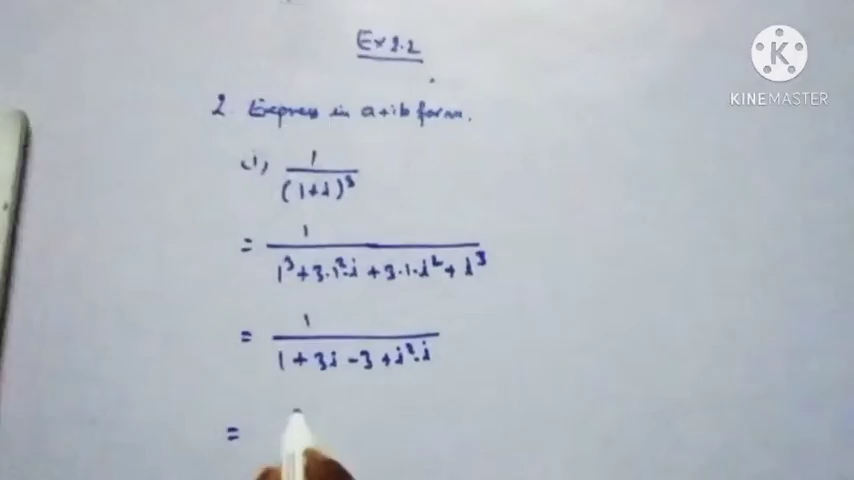 Ex 2.2
K
KINEMASTER
2. Express in a+ib form.
(i) 1/(1+i)³
= 1/(1³+3·1²·i+3·1·i²+i³)
= 1/(1+3i-3+i²·i)
=